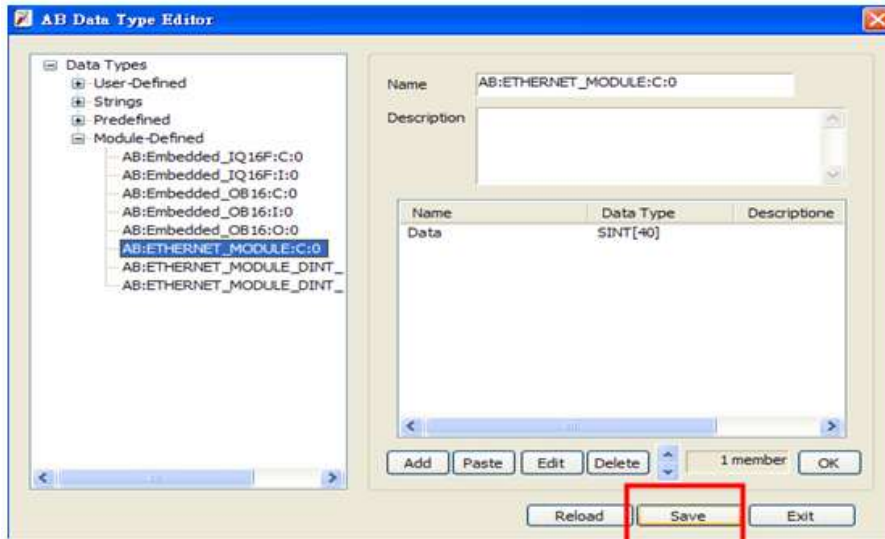 AB Data Type Editor
Data Types
User-Defined
Strings
Predefined
Module-Defined
AB:Embedded_IQ16F:C:0
AB:Embedded_IQ16F:I:0
AB:Embedded_OB16:C:0
AB:Embedded_OB16:I:0
AB:Embedded_OB16:O:0
AB:ETHERNET_MODULE:C:0
AB:ETHERNET_MODULE_DINT_
AB:ETHERNET_MODULE_DINT_
Name AB:ETHERNET_MODULE:C:0
Description
Name Data Type Descriptione
Data SINT[40]
Add Paste Edit Delete 1 member OK
Reload Save Exit